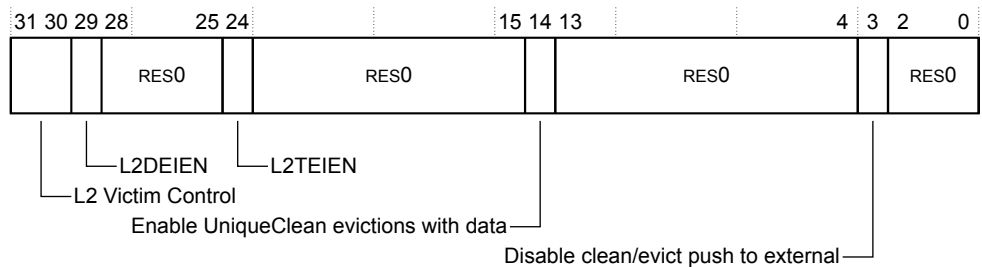 31 30 29 28 25 24 15 14 13 4 3 2 0
RES0 RES0 RES0 RES0
L2DEIEN L2TEIEN
L2 Victim Control
Enable UniqueClean evictions with data
Disable clean/evict push to external